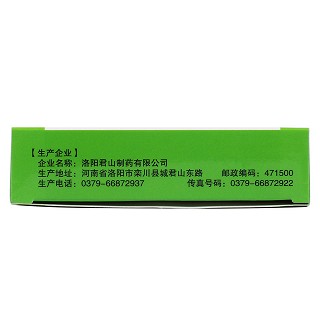 【生产企业】
企业名称：洛阳君山制药有限公司
生产地址：河南省洛阳市栾川县城君山东路 邮政编码：471500
生产电话：0379-66872937 传真号码：0379-66872922